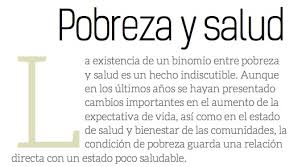 Pobreza y salud
La existencia de un binomio entre pobreza
y salud es un hecho indiscutible. Aunque
en los últimos años se hayan presentado
cambios importantes en el aumento de la
expectativa de vida, así como en el estado
de salud y bienestar de las comunidades, la
condición de pobreza guarda una relación
directa con un estado poco saludable.